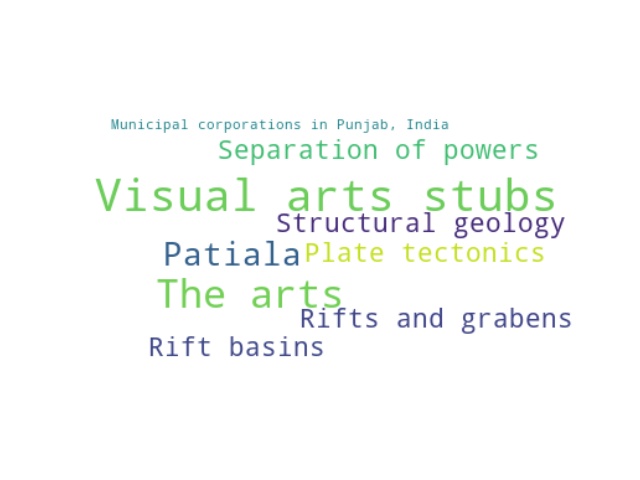 Municipal corporations in Punjab, India
Separation of powers
Visual arts stubs
Structural geology
Patiala
Plate tectonics
The arts
Rifts and grabens
Rift basins